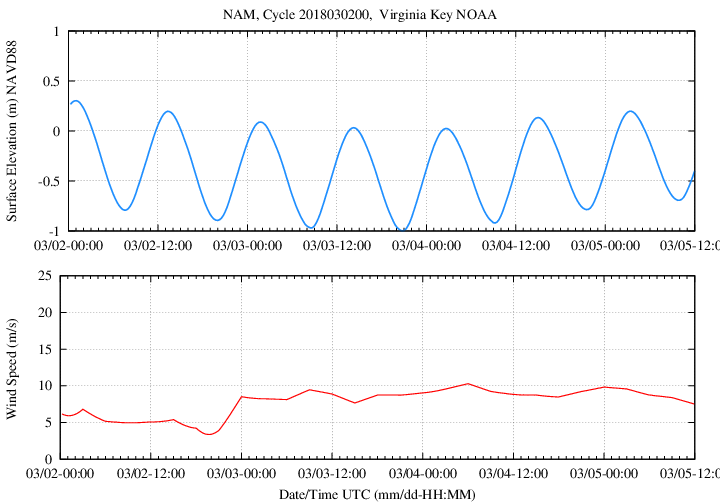 NAM, Cycle 2018030200,  Virginia Key NOAA
Surface Elevation (m) NAVD88
1
0.5
0
-0.5
-1
03/02-00:00 03/02-12:00 03/03-00:00 03/03-12:00 03/04-00:00 03/04-12:00 03/05-00:00 03/05-12:0
Wind Speed (m/s)
25
20
15
10
5
0
03/02-00:00 03/02-12:00 03/03-00:00 03/03-12:00 03/04-00:00 03/04-12:00 03/05-00:00 03/05-12:0
Date/Time UTC (mm/dd-HH:MM)